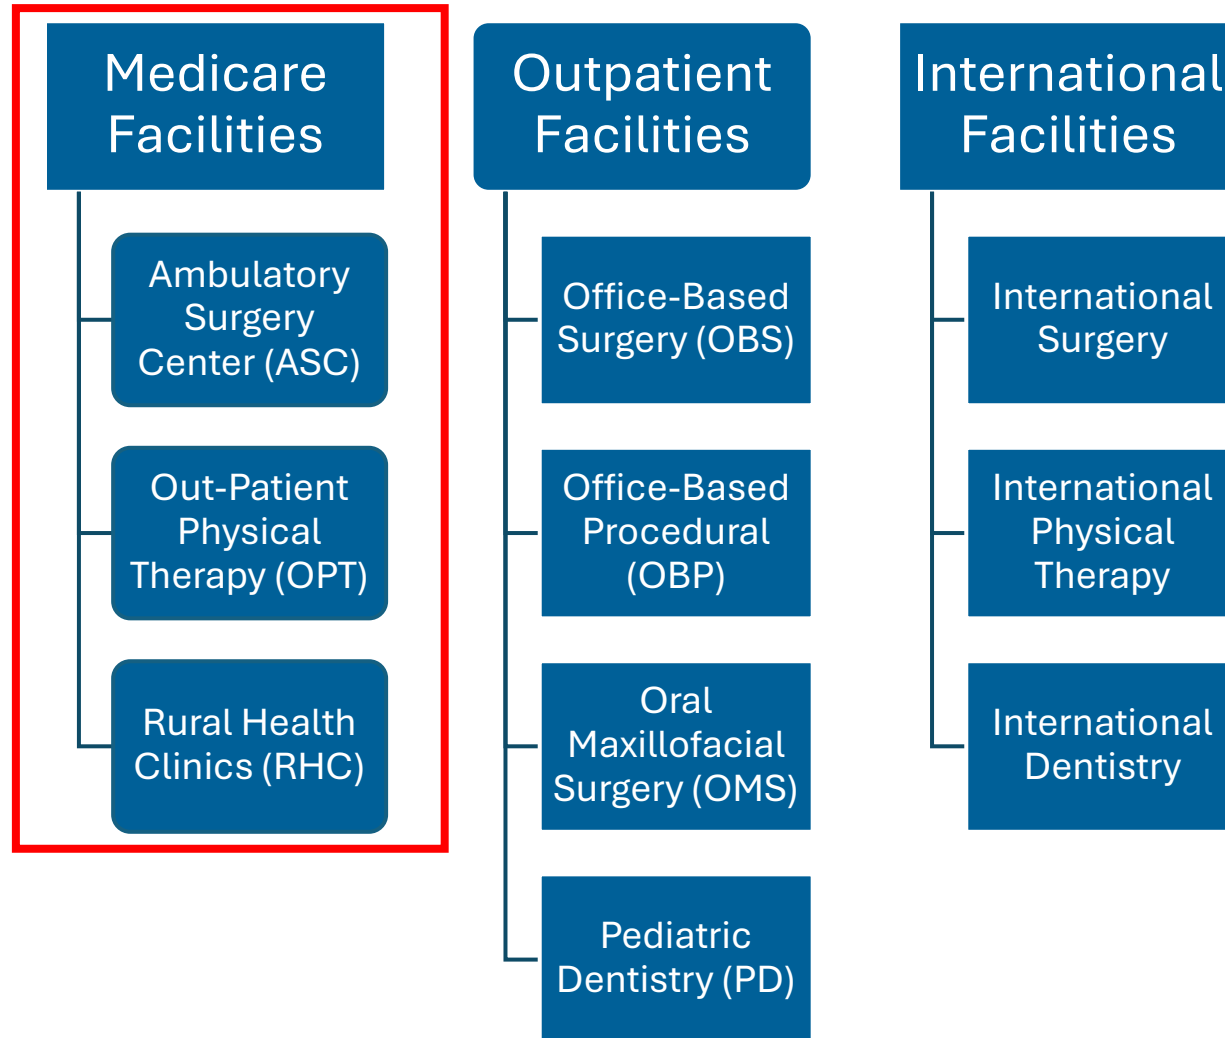 Medicare
Facilities
Ambulatory
Surgery
Center (ASC)
Out-Patient
Physical
Therapy (OPT)
Rural Health
Clinics (RHC)
Outpatient
Facilities
Office-Based
Surgery (OBS)
Office-Based
Procedural
(OBP)
Oral
Maxillofacial
Surgery (OMS)
Pediatric
Dentistry (PD)
International
Facilities
International
Surgery
International
Physical
Therapy
International
Dentistry